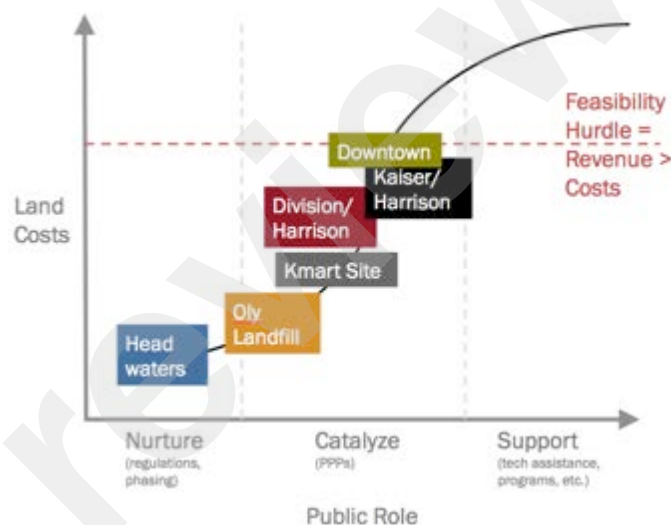 Feasibility
Hurdle =
Revenue >
Costs
Downtown
Kaiser/
Harrison
Division/
Harrison
Land
Costs
Kmart Site
Oly
Landfill
Head
waters
Nurture
(regulations,
phasing)
Catalyze
(PPPs)
Support
(tech assistance,
programs, etc.)
Public Role
review